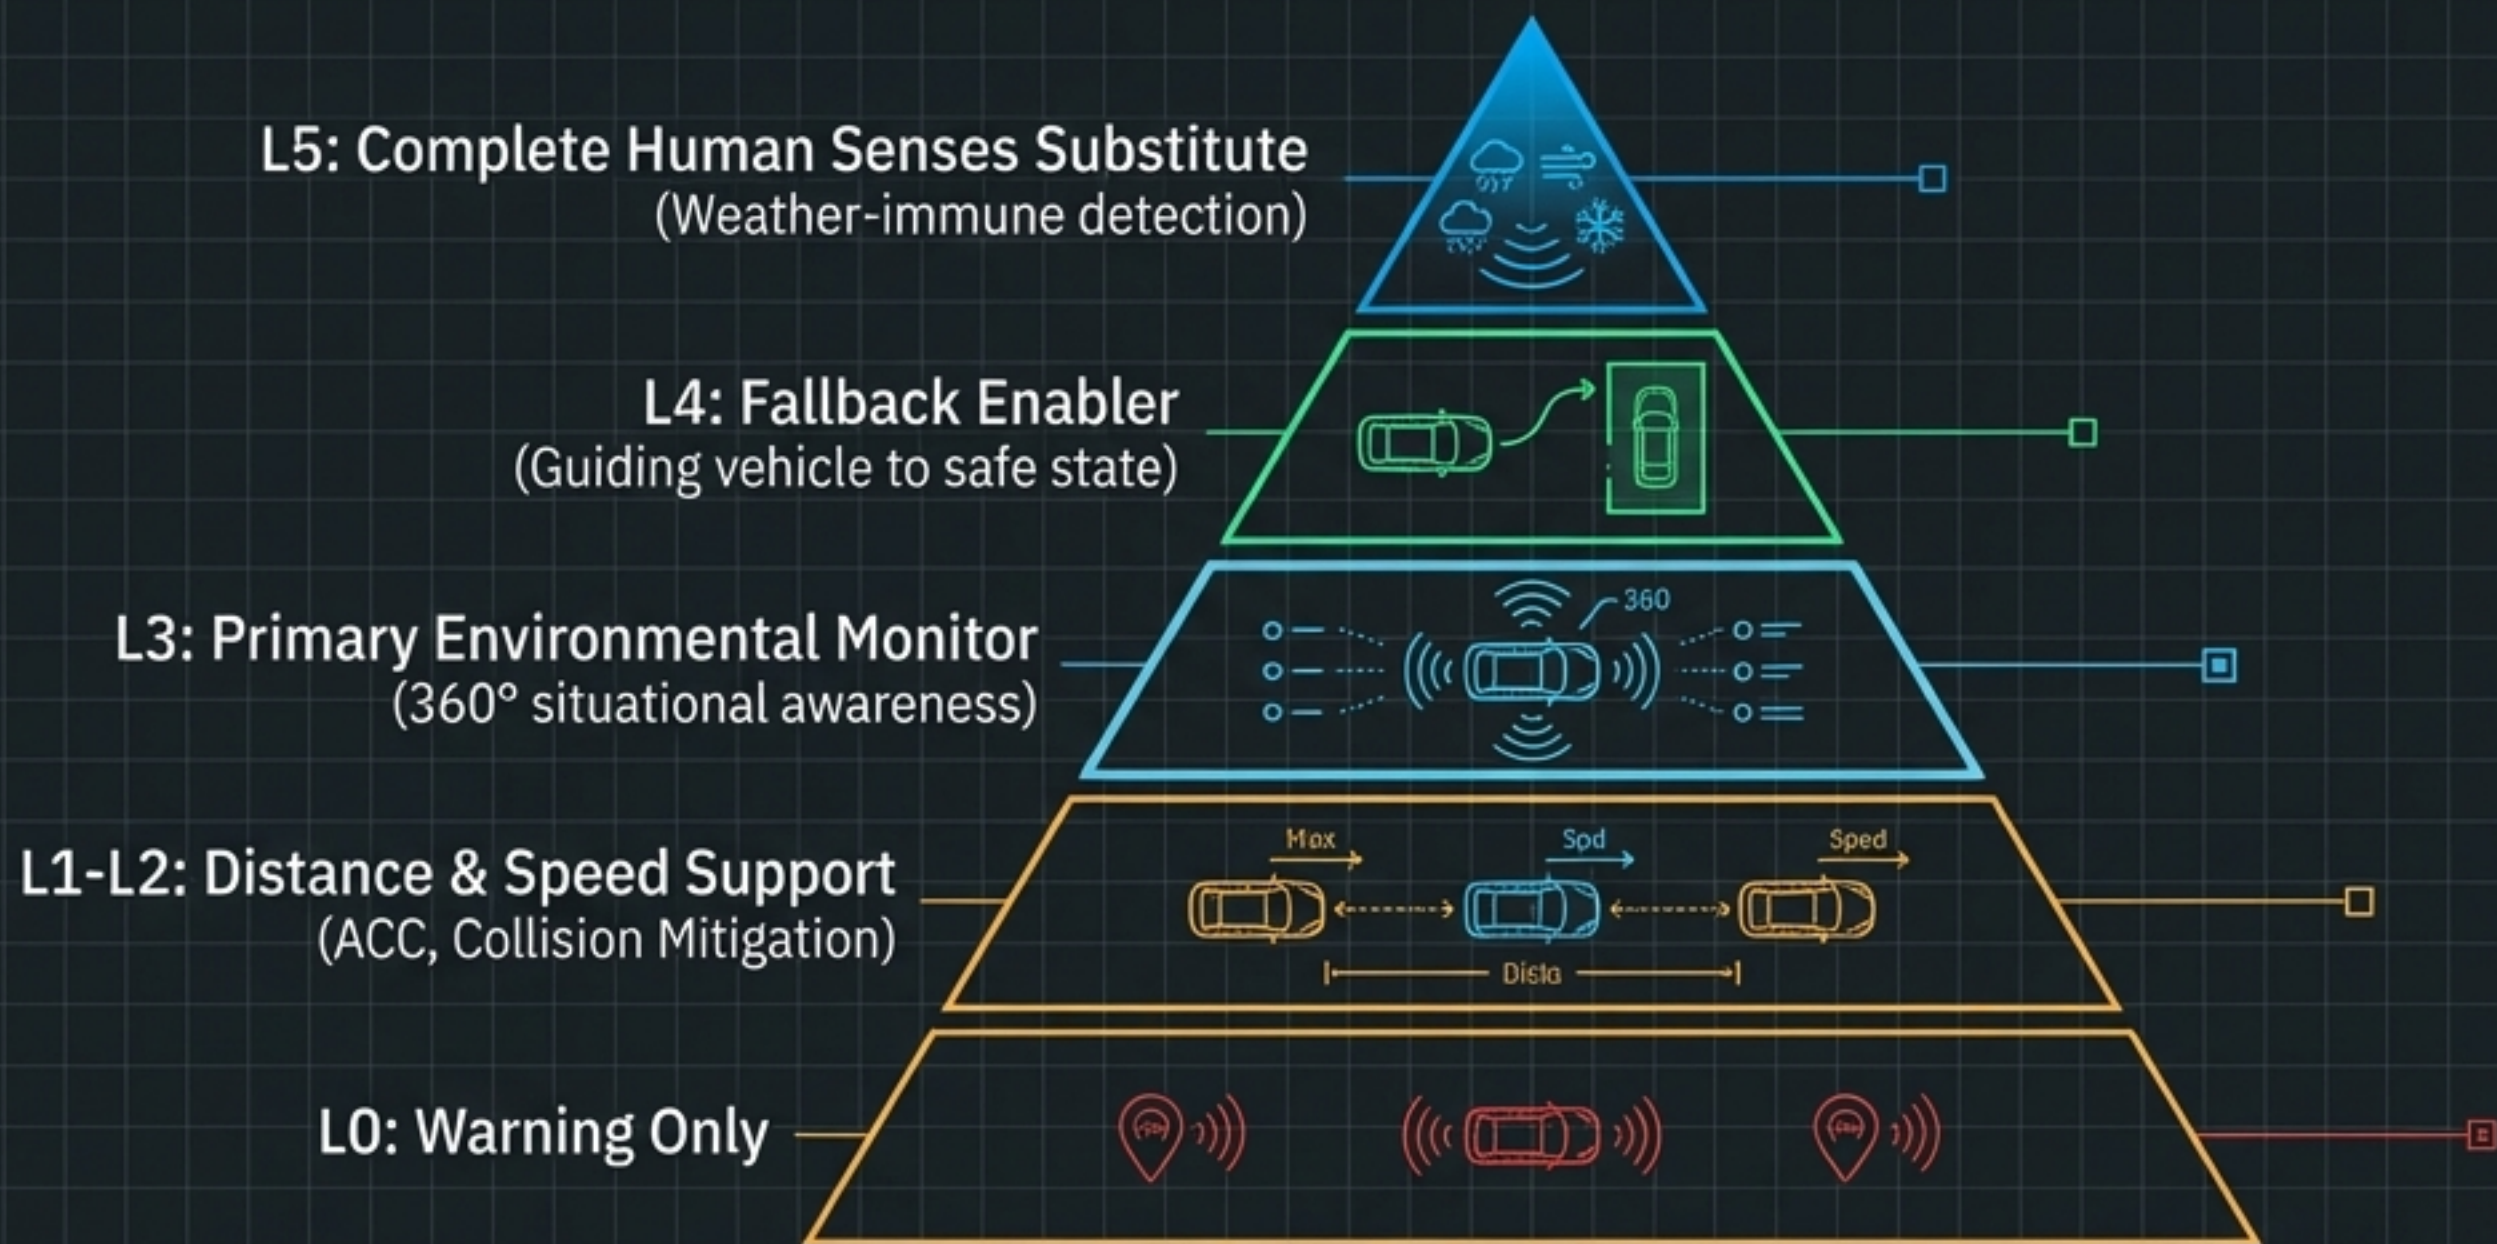 L5: Complete Human Senses Substitute
(Weather-immune detection)
L4: Fallback Enabler
(Guiding vehicle to safe state)
360
L3: Primary Environmental Monitor
(360° situational awareness)
Max Spd Sped
L1-L2: Distance & Speed Support
(ACC, Collision Mitigation)
Dista
L0: Warning Only